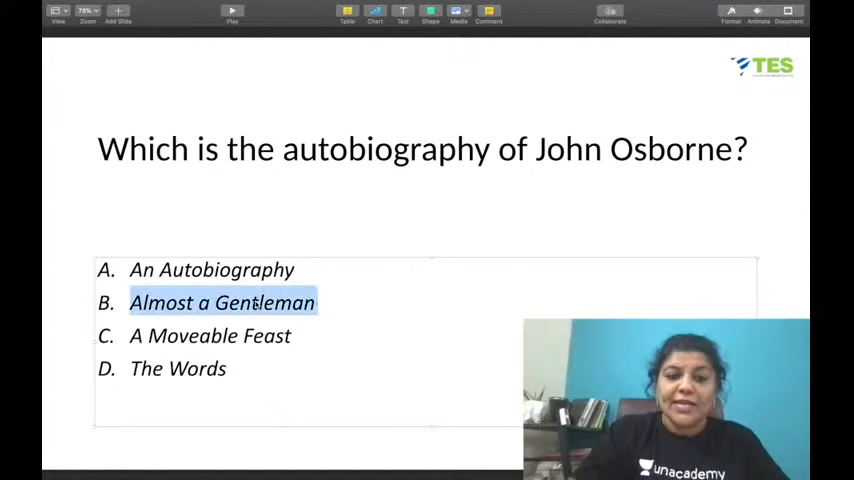 View
Zoom
Add Slide
Play
Table
Chart
Text
Shape
Media
Comment
Collaborate
Format
Animate
Document
75%
TES
Which is the autobiography of John Osborne?
A. An Autobiography
B. Almost a Gentleman
C. A Moveable Feast
D. The Words
unacademy